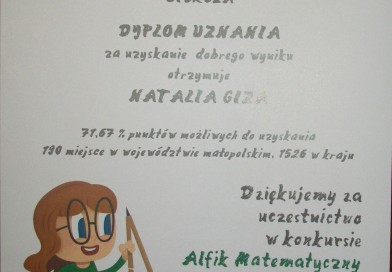 DYPLOM UZNANIA
za uzyskanie dobrego wyniku
otrzymuje
NATALIA GIZA
71,67 % punktów możliwych do uzyskania
190 miejsce w województwie małopolskim, 1526 w kraju
Dziękujemy za
uczestnictwo
w konkursie
Alfik Matematyczny